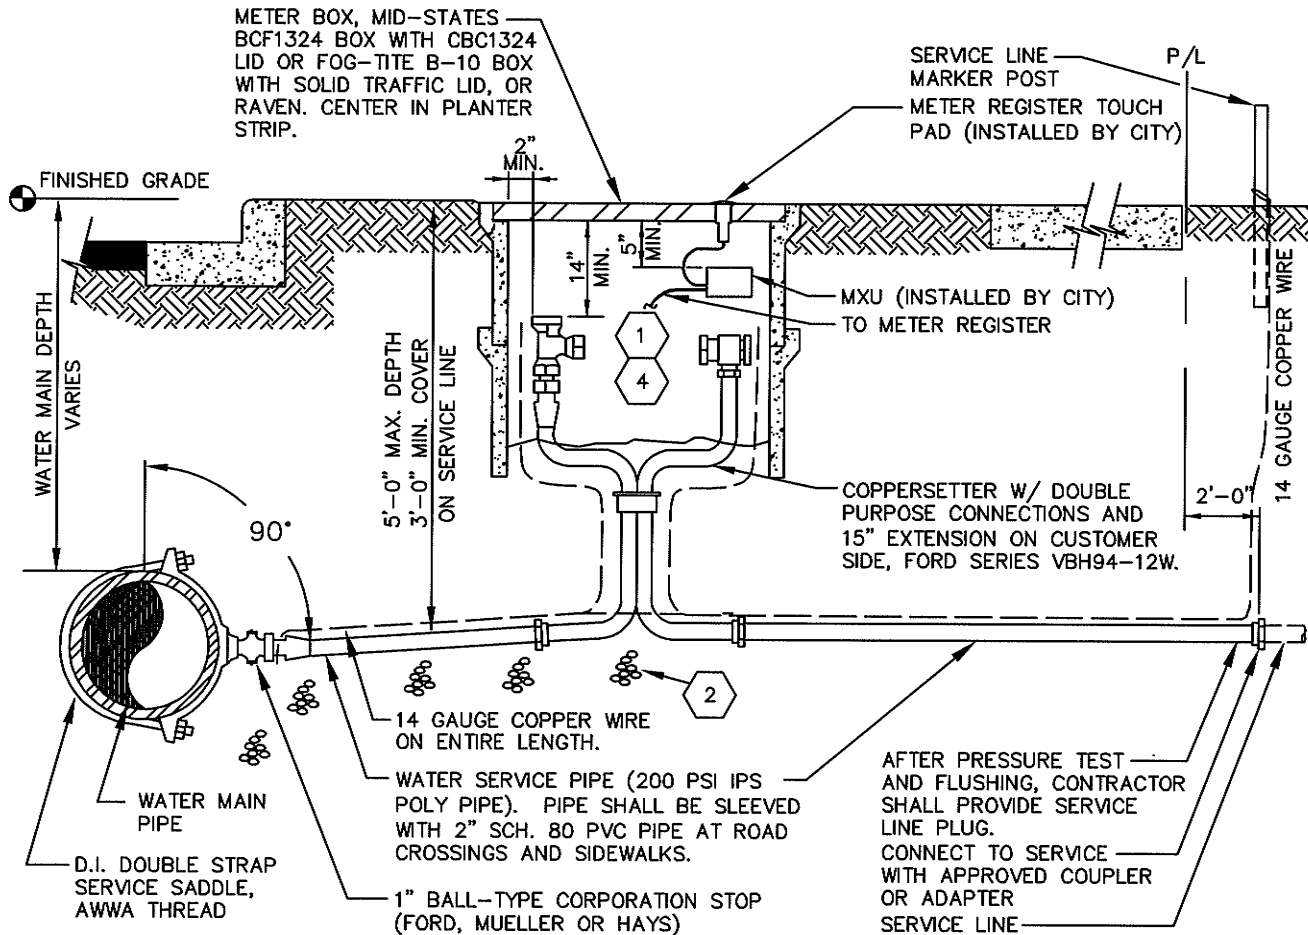 METER BOX, MID-STATES
BCF1324 BOX WITH CBC1324
LID OR FOG-TITE B-10 BOX
WITH SOLID TRAFFIC LID, OR
RAVEN. CENTER IN PLANTER
STRIP.
SERVICE LINE
MARKER POST
P/L
METER REGISTER TOUCH
PAD (INSTALLED BY CITY)
2"
MIN.
FINISHED GRADE
14"
MIN.
5"
MIN.
MXU (INSTALLED BY CITY)
TO METER REGISTER
1
4
WATER MAIN DEPTH
VARIES
5'-0" MAX. DEPTH
3'-0" MIN. COVER
ON SERVICE LINE
14 GAUGE COPPER WIRE
90°
COPPERSETTER W/ DOUBLE
PURPOSE CONNECTIONS AND
15" EXTENSION ON CUSTOMER
SIDE, FORD SERIES VBH94-12W.
2'-0"
2
14 GAUGE COPPER WIRE
ON ENTIRE LENGTH.
WATER SERVICE PIPE (200 PSI IPS
POLY PIPE). PIPE SHALL BE SLEEVED
WITH 2" SCH. 80 PVC PIPE AT ROAD
CROSSINGS AND SIDEWALKS.
WATER MAIN
PIPE
D.I. DOUBLE STRAP
SERVICE SADDLE,
AWWA THREAD
1" BALL-TYPE CORPORATION STOP
(FORD, MUELLER OR HAYS)
AFTER PRESSURE TEST
AND FLUSHING, CONTRACTOR
SHALL PROVIDE SERVICE
LINE PLUG.
CONNECT TO SERVICE
WITH APPROVED COUPLER
OR ADAPTER
SERVICE LINE